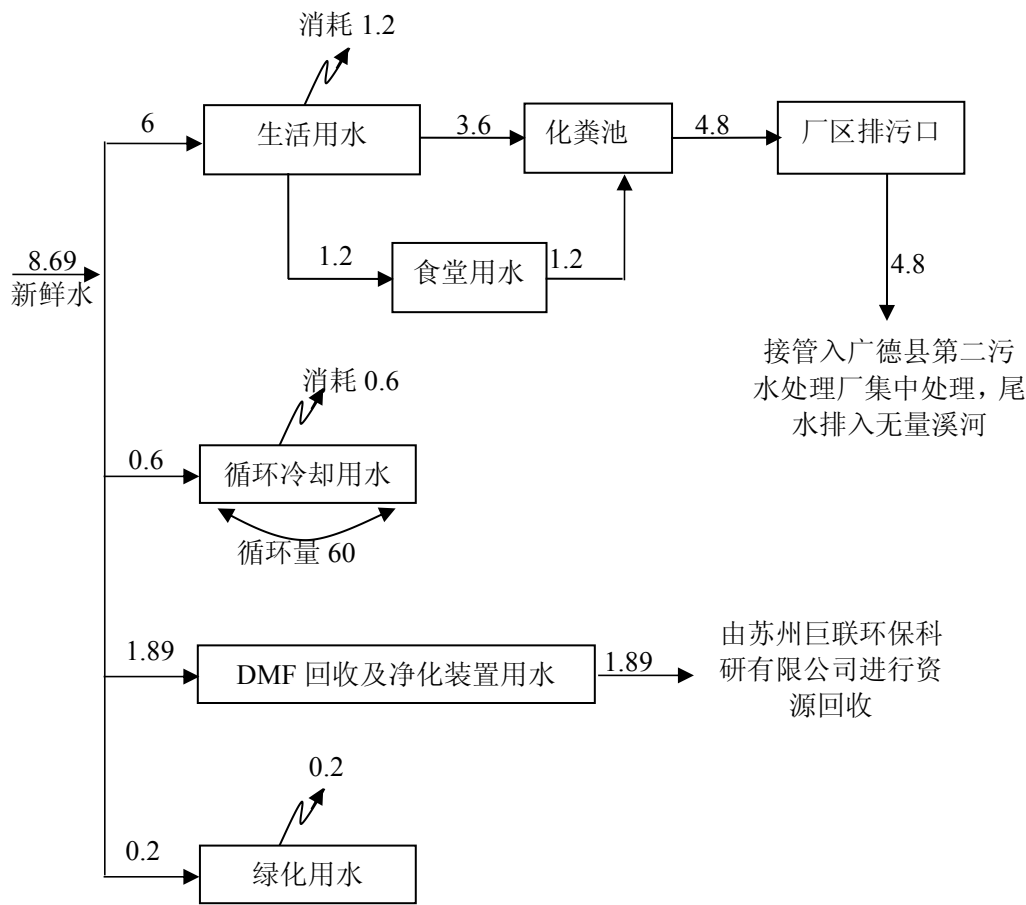 消耗 1.2
6
生活用水
3.6
化粪池
4.8
厂区排污口
8.69
新鲜水
1.2
食堂用水
1.2
4.8
接管入广德县第二污
水处理厂集中处理，尾
水排入无量溪河
消耗 0.6
0.6
循环冷却用水
循环量 60
1.89
DMF 回收及净化装置用水
1.89
由苏州巨联环保科
研有限公司进行资
源回收
0.2
0.2
绿化用水